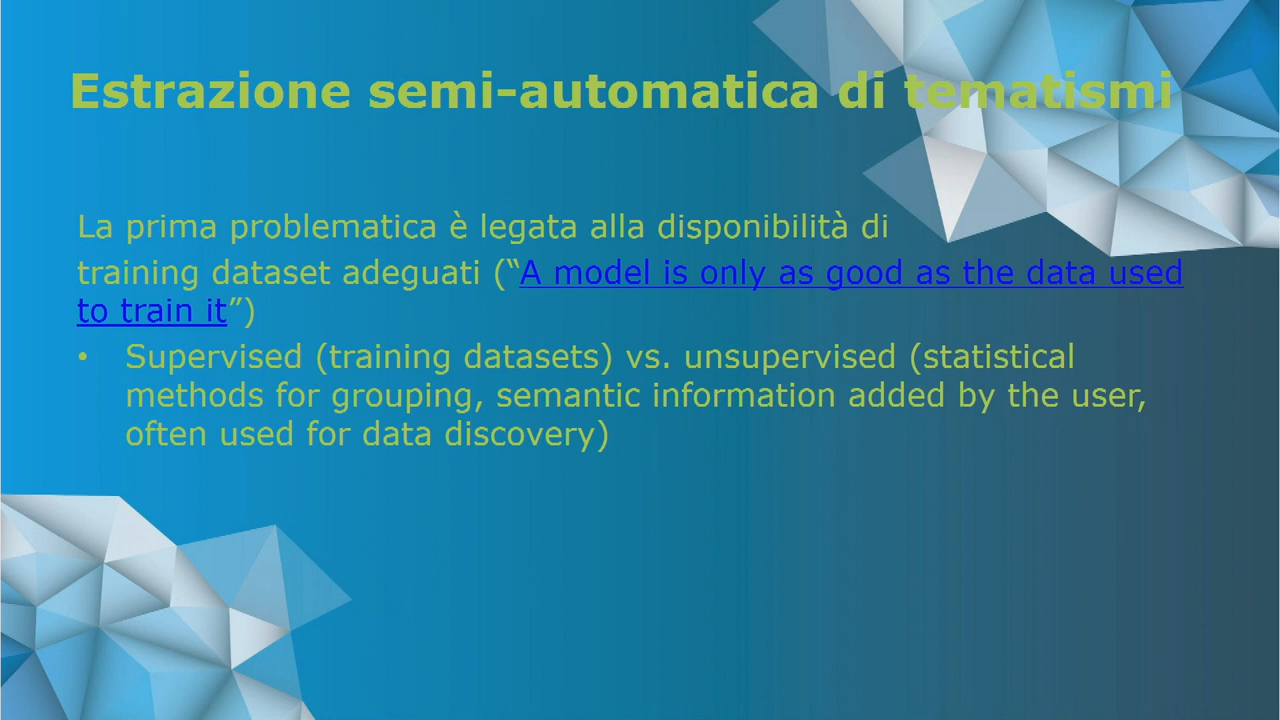 Estrazione semi-automatica di tematismi
La prima problematica è legata alla disponibilità di
training dataset adeguati (“A model is only as good as the data used
to train it”)
• Supervised (training datasets) vs. unsupervised (statistical
methods for grouping, semantic information added by the user,
often used for data discovery)